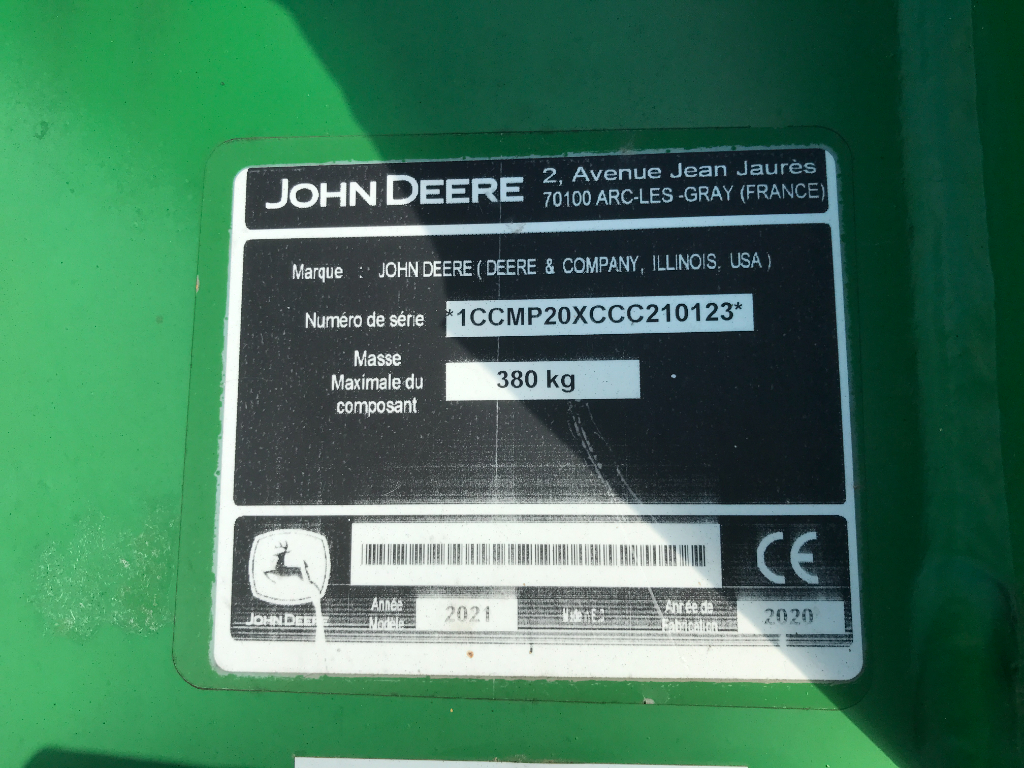 JOHN DEERE
2, Avenue Jean Jaurès
70100 ARC-LES -GRAY (FRANCE)
Marque : JOHN DEERE ( DEERE & COMPANY, ILLINOIS, USA )
Numéro de série *1CCMP20XCCC210123*
Masse
Maximale du
composant
380 kg
CE
JOHN DEERE
Année
Modèle
2021
Année de
Fabrication
2020